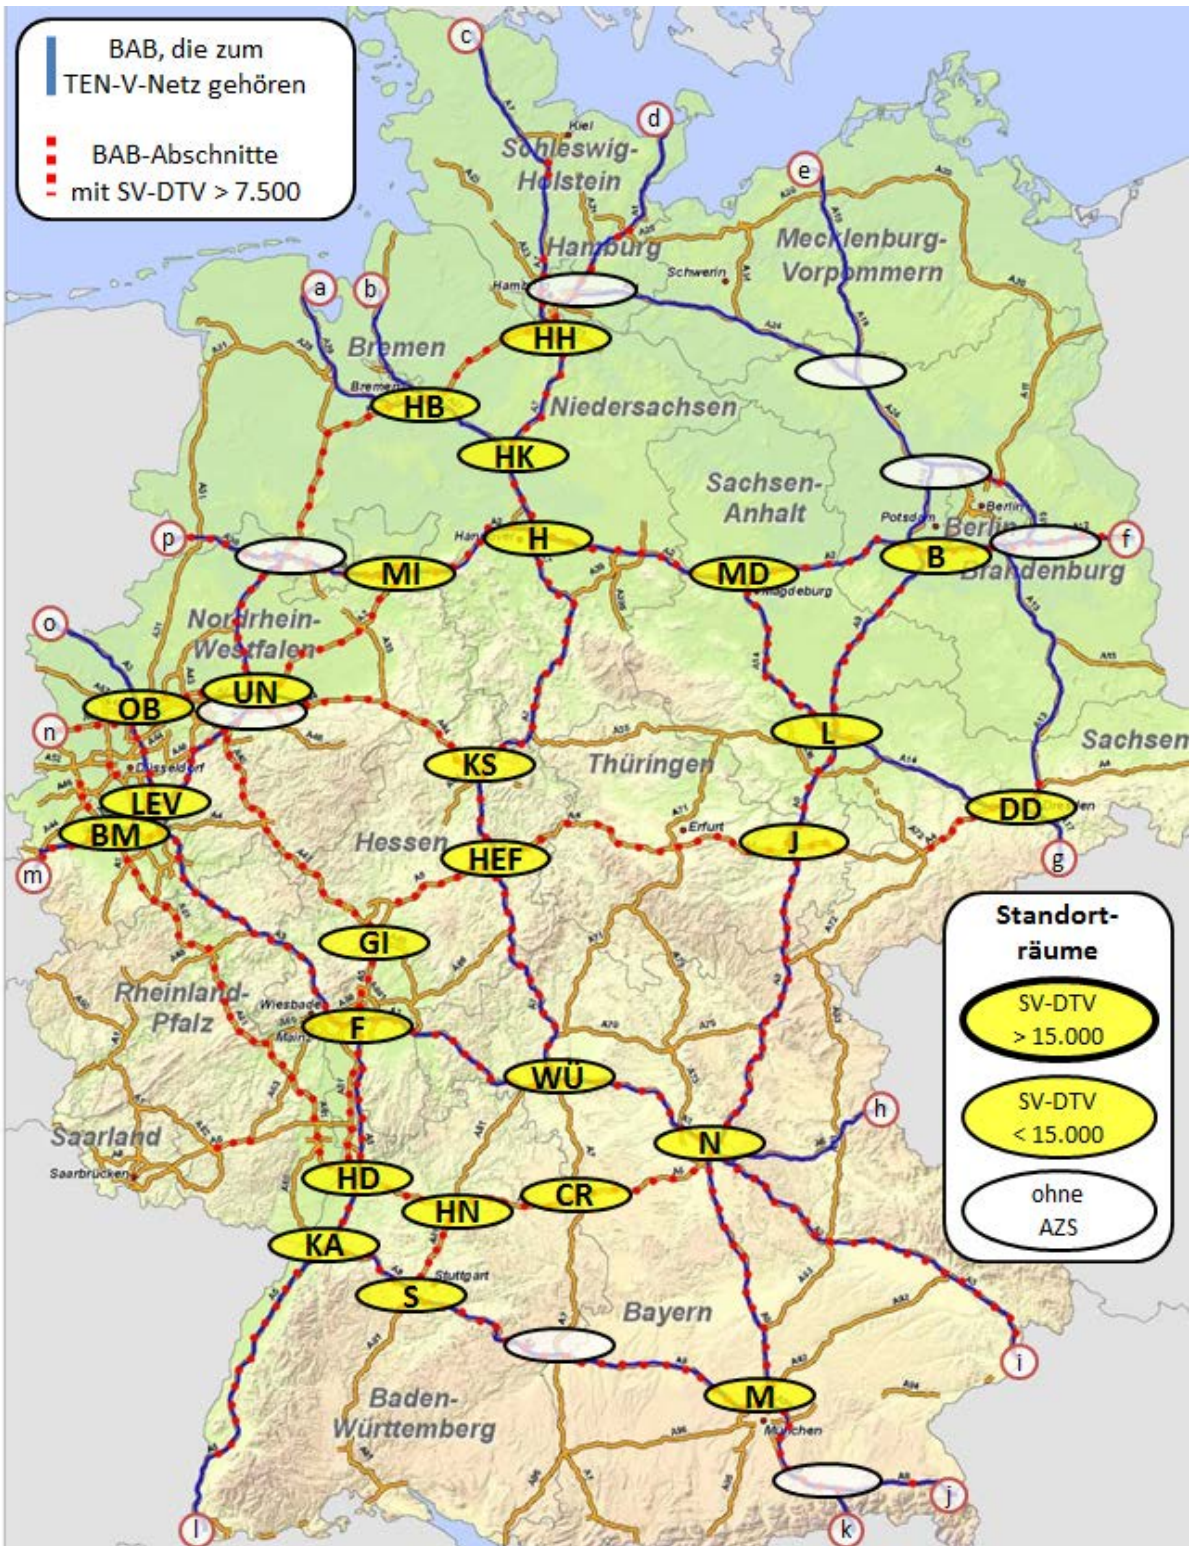 BAB, die zum
TEN-V-Netz gehören
BAB-Abschnitte
mit SV-DTV > 7.500
c
d
e
Kiel
Schleswig-
Holstein
Hamburg
Mecklenburg-
Vorpommern
Schwerin
a
b
HH
Bremen
Bremen
HB
Niedersachsen
HK
Sachsen-
Anhalt
Berlin
Potsdam
Berlin
p
H
f
MI
MD
B
Magdeburg
Brandenburg
o
Nordrhein-
Westfalen
UN
OB
n
L
Sachsen
Düsseldorf
KS
Thüringen
LEV
DD
Dresden
BM
Hessen
Erfurt
J
HEF
g
m
GI
Standort-
räume
SV-DTV
> 15.000
SV-DTV
< 15.000
ohne
AZS
Rheinland-
Pfalz
Wiesbaden
Mainz
F
WÜ
h
Saarland
Saarbrücken
N
HD
CR
HN
KA
Stuttgart
S
Bayern
i
Baden-
Württemberg
M
München
j
l
k